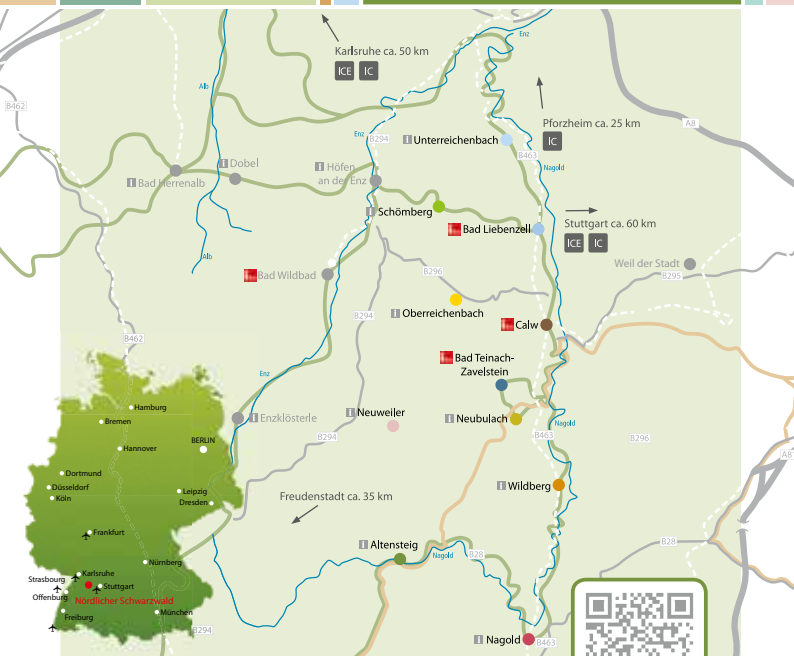 Enz
Karlsruhe ca. 50 km
ICE IC
Alb
B462
A8
Pforzheim ca. 25 km
IC
Enz
B294
i Unterreichenbach
B463
Nagold
i Dobel
i Höfen
an der Enz
i Bad Herrenalb
i Schömberg
Bad Liebenzell
Stuttgart ca. 60 km
ICE IC
Alb
Weil der Stadt
B295
Bad Wildbad
B296
i Oberreichenbach
B294
Calw
B462
Bad Teinach-
Zavelstein
Enz
i Neuweiler
i Enzklösterle
i Neubulach
Nagold
B294
B463
B296
A81
i Wildberg
Freudenstadt ca. 35 km
i Altensteig
Nagold
B28
B28
B294
i Nagold
B463
Hamburg
Bremen
BERLIN
Hannover
Dortmund
Düsseldorf
Köln
Leipzig
Dresden
Frankfurt
Nürnberg
Karlsruhe
Strasbourg
Stuttgart
Offenburg
Nördlicher Schwarzwald
München
Freiburg